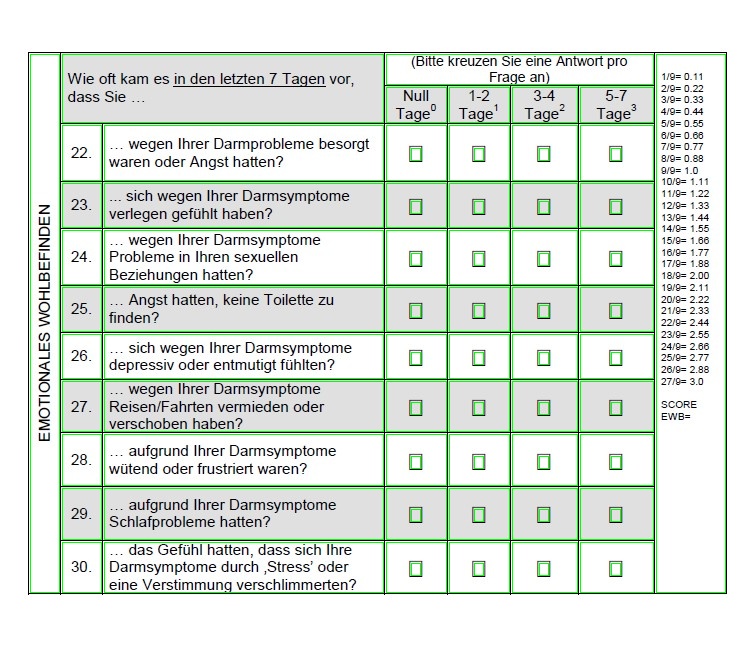 EMOTIONALES WOHLBEFINDEN
Wie oft kam es in den letzten 7 Tagen vor,
dass Sie …
(Bitte kreuzen Sie eine Antwort pro
Frage an)
Null
Tage0
1-2
Tage1
3-4
Tage2
5-7
Tage3
22.
… wegen Ihrer Darmprobleme besorgt
waren oder Angst hatten?
23.
... sich wegen Ihrer Darmsymptome
verlegen gefühlt haben?
24.
… wegen Ihrer Darmsymptome
Probleme in Ihren sexuellen
Beziehungen hatten?
25.
… Angst hatten, keine Toilette zu
finden?
26.
… sich wegen Ihrer Darmsymptome
depressiv oder entmutigt fühlten?
27.
… wegen Ihrer Darmsymptome
Reisen/Fahrten vermieden oder
verschoben haben?
28.
… aufgrund Ihrer Darmsymptome
wütend oder frustriert waren?
29.
… aufgrund Ihrer Darmsymptome
Schlafprobleme hatten?
30.
… das Gefühl hatten, dass sich Ihre
Darmsymptome durch ‚Stress’ oder
eine Verstimmung verschlimmerten?
1/9= 0.11
2/9= 0.22
3/9= 0.33
4/9= 0.44
5/9= 0.55
6/9= 0.66
7/9= 0.77
8/9= 0.88
9/9= 1.0
10/9= 1.11
11/9= 1.22
12/9= 1.33
13/9= 1.44
14/9= 1.55
15/9= 1.66
16/9= 1.77
17/9= 1.88
18/9= 2.00
19/9= 2.11
20/9= 2.22
21/9= 2.33
22/9= 2.44
23/9= 2.55
24/9= 2.66
25/9= 2.77
26/9= 2.88
27/9= 3.0
SCORE
EWB=